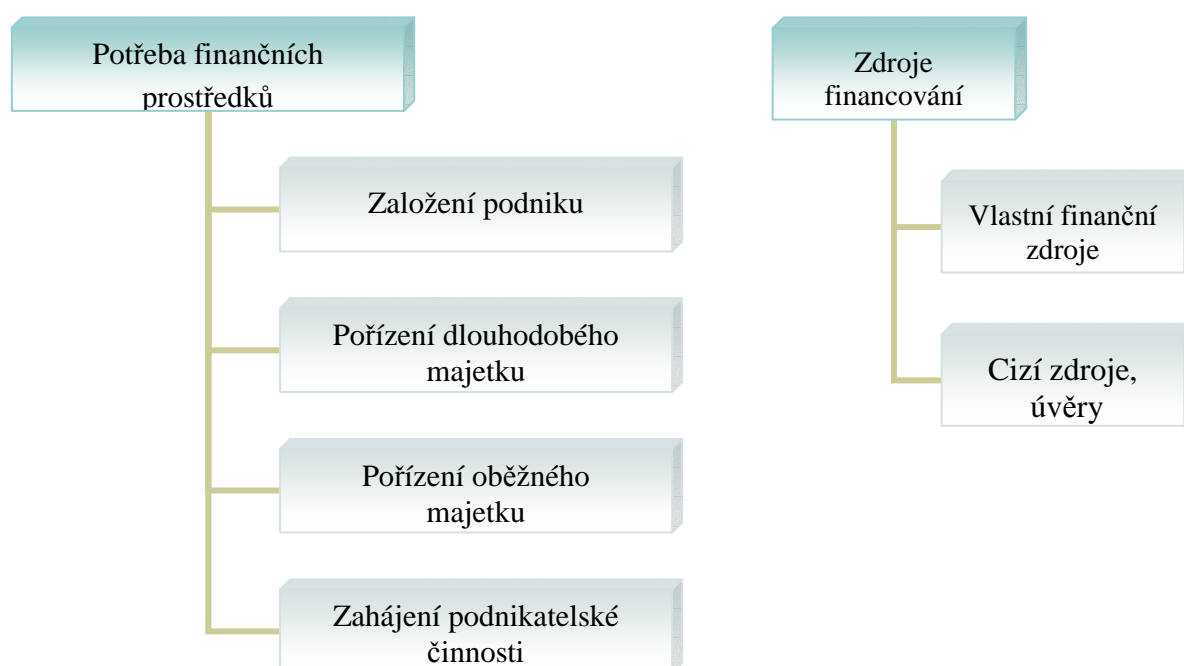 Potřeba finančních
prostředků
Založení podniku
Pořízení dlouhodobého
majetku
Pořízení oběžného
majetku
Zahájení podnikatelské
činnosti
Zdroje
financování
Vlastní finanční
zdroje
Cizí zdroje,
úvěry